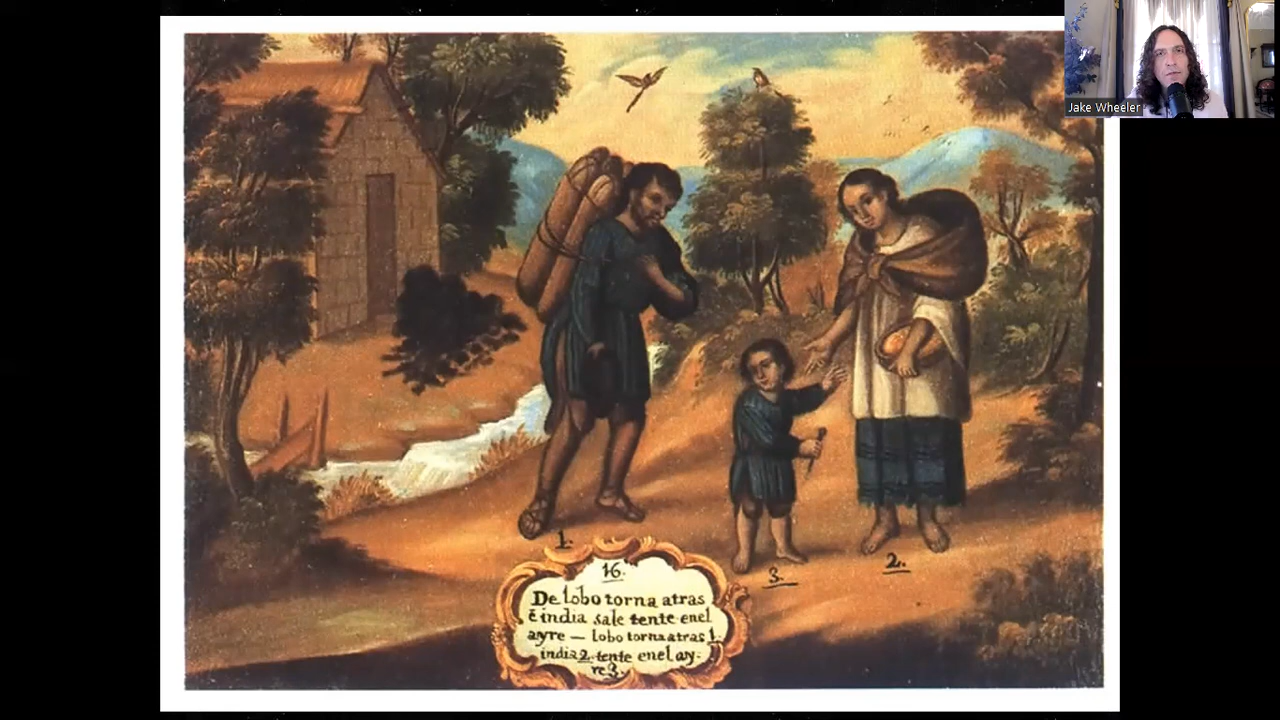 Jake Wheeler
1.
3.
2.
16.
De lobo torna atras
é india sale tente enel
ayre — lobo torna atras 1.
india 2. tente enel ay-
re 3.